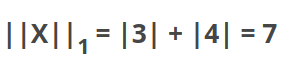 ||X||₁ = |3| + |4| = 7